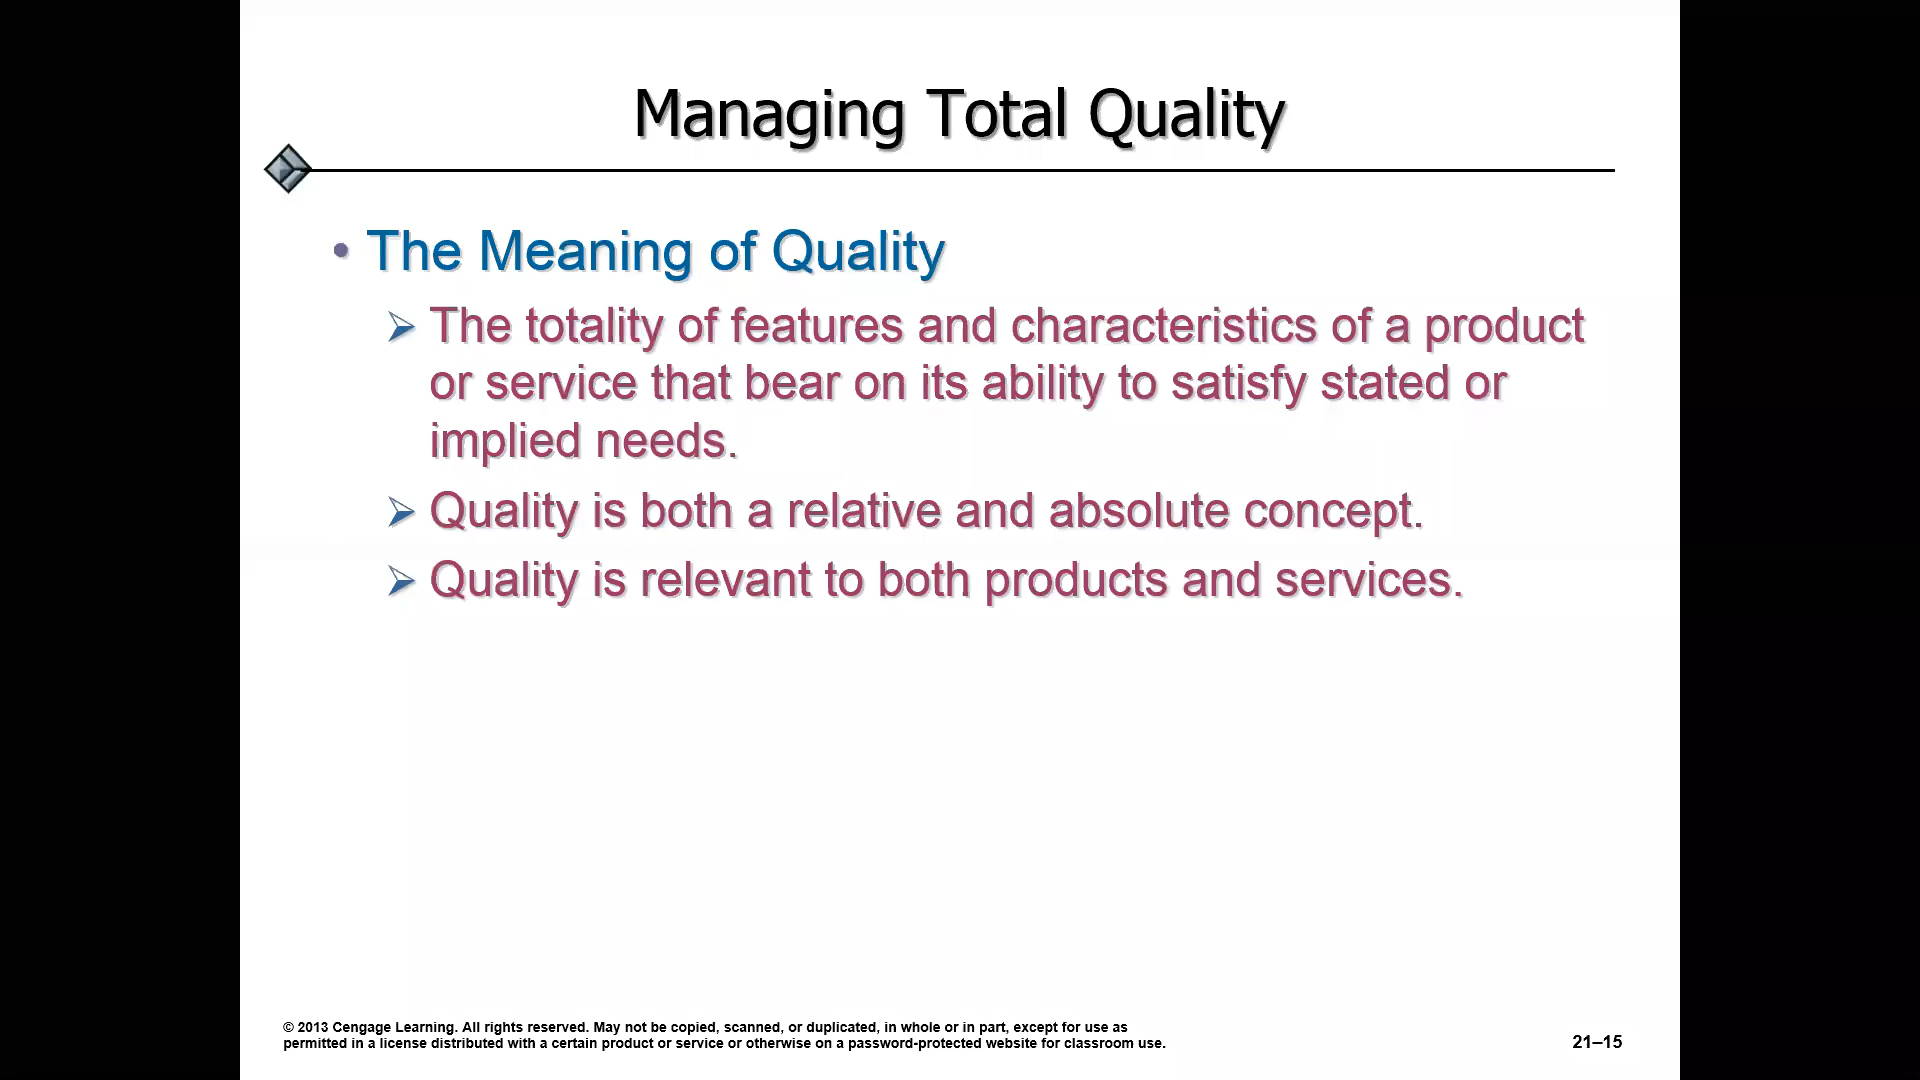 Managing Total Quality
• The Meaning of Quality
➢ The totality of features and characteristics of a product
or service that bear on its ability to satisfy stated or
implied needs.
➢ Quality is both a relative and absolute concept.
➢ Quality is relevant to both products and services.
© 2013 Cengage Learning. All rights reserved. May not be copied, scanned, or duplicated, in whole or in part, except for use as
permitted in a license distributed with a certain product or service or otherwise on a password-protected website for classroom use.
21–15